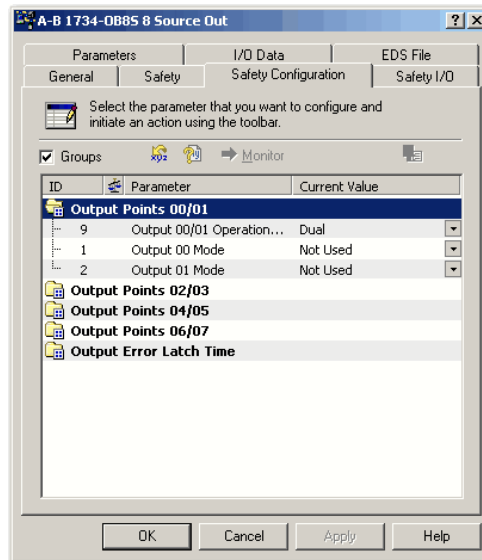 A-B 1734-OB8S 8 Source Out
Parameters I/O Data EDS File
General Safety Safety Configuration Safety I/O
Select the parameter that you want to configure and
initiate an action using the toolbar.
Groups Monitor
ID Parameter Current Value
Output Points 00/01
9 Output 00/01 Operation... Dual
1 Output 00 Mode Not Used
2 Output 01 Mode Not Used
Output Points 02/03
Output Points 04/05
Output Points 06/07
Output Error Latch Time
OK Cancel Apply Help